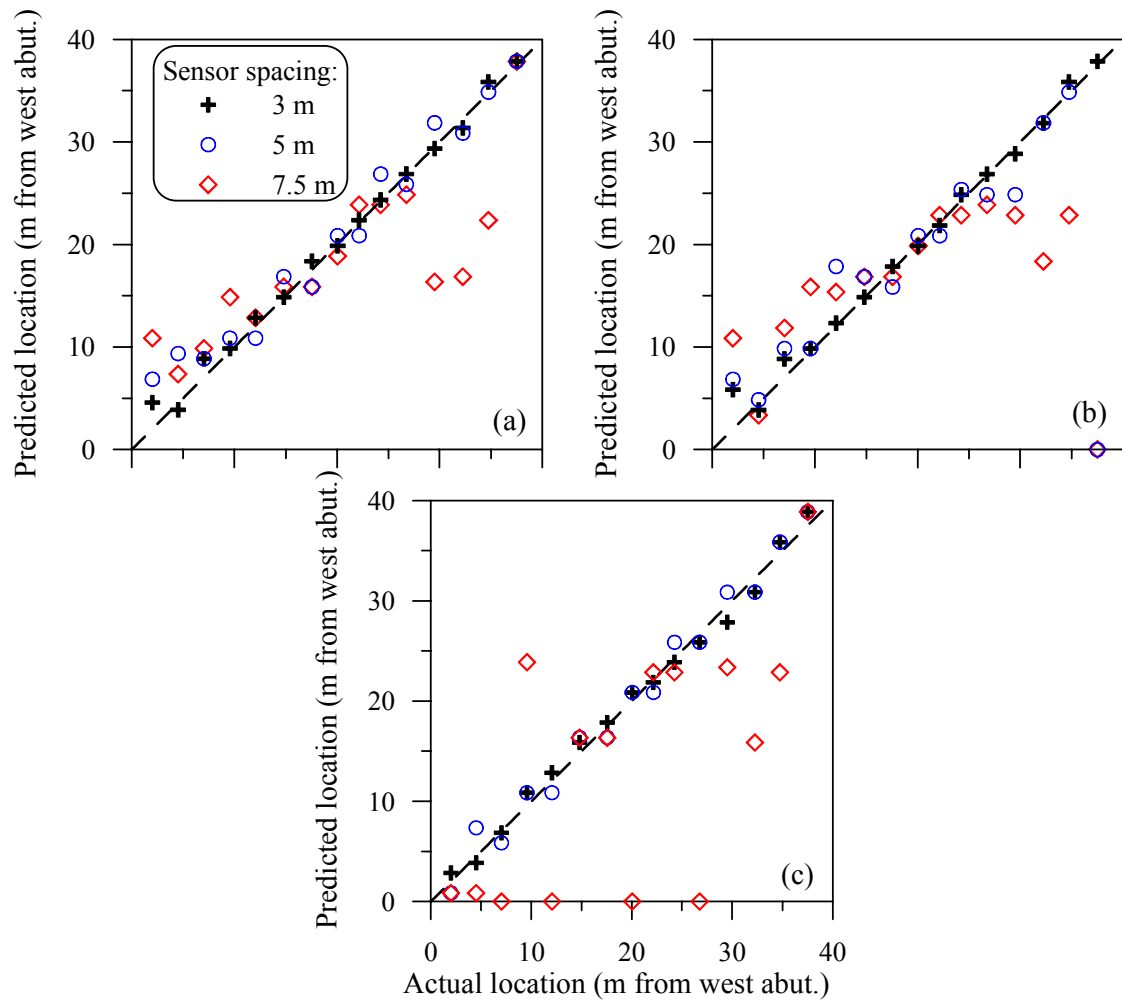 Predicted location (m from west abut.)
40
30
20
10
0
Sensor spacing:
3 m
5 m
7.5 m
(a)
Predicted location (m from west abut.)
40
30
20
10
0
(b)
Predicted location (m from west abut.)
40
30
20
10
0
(c)
0 10 20 30 40
Actual location (m from west abut.)